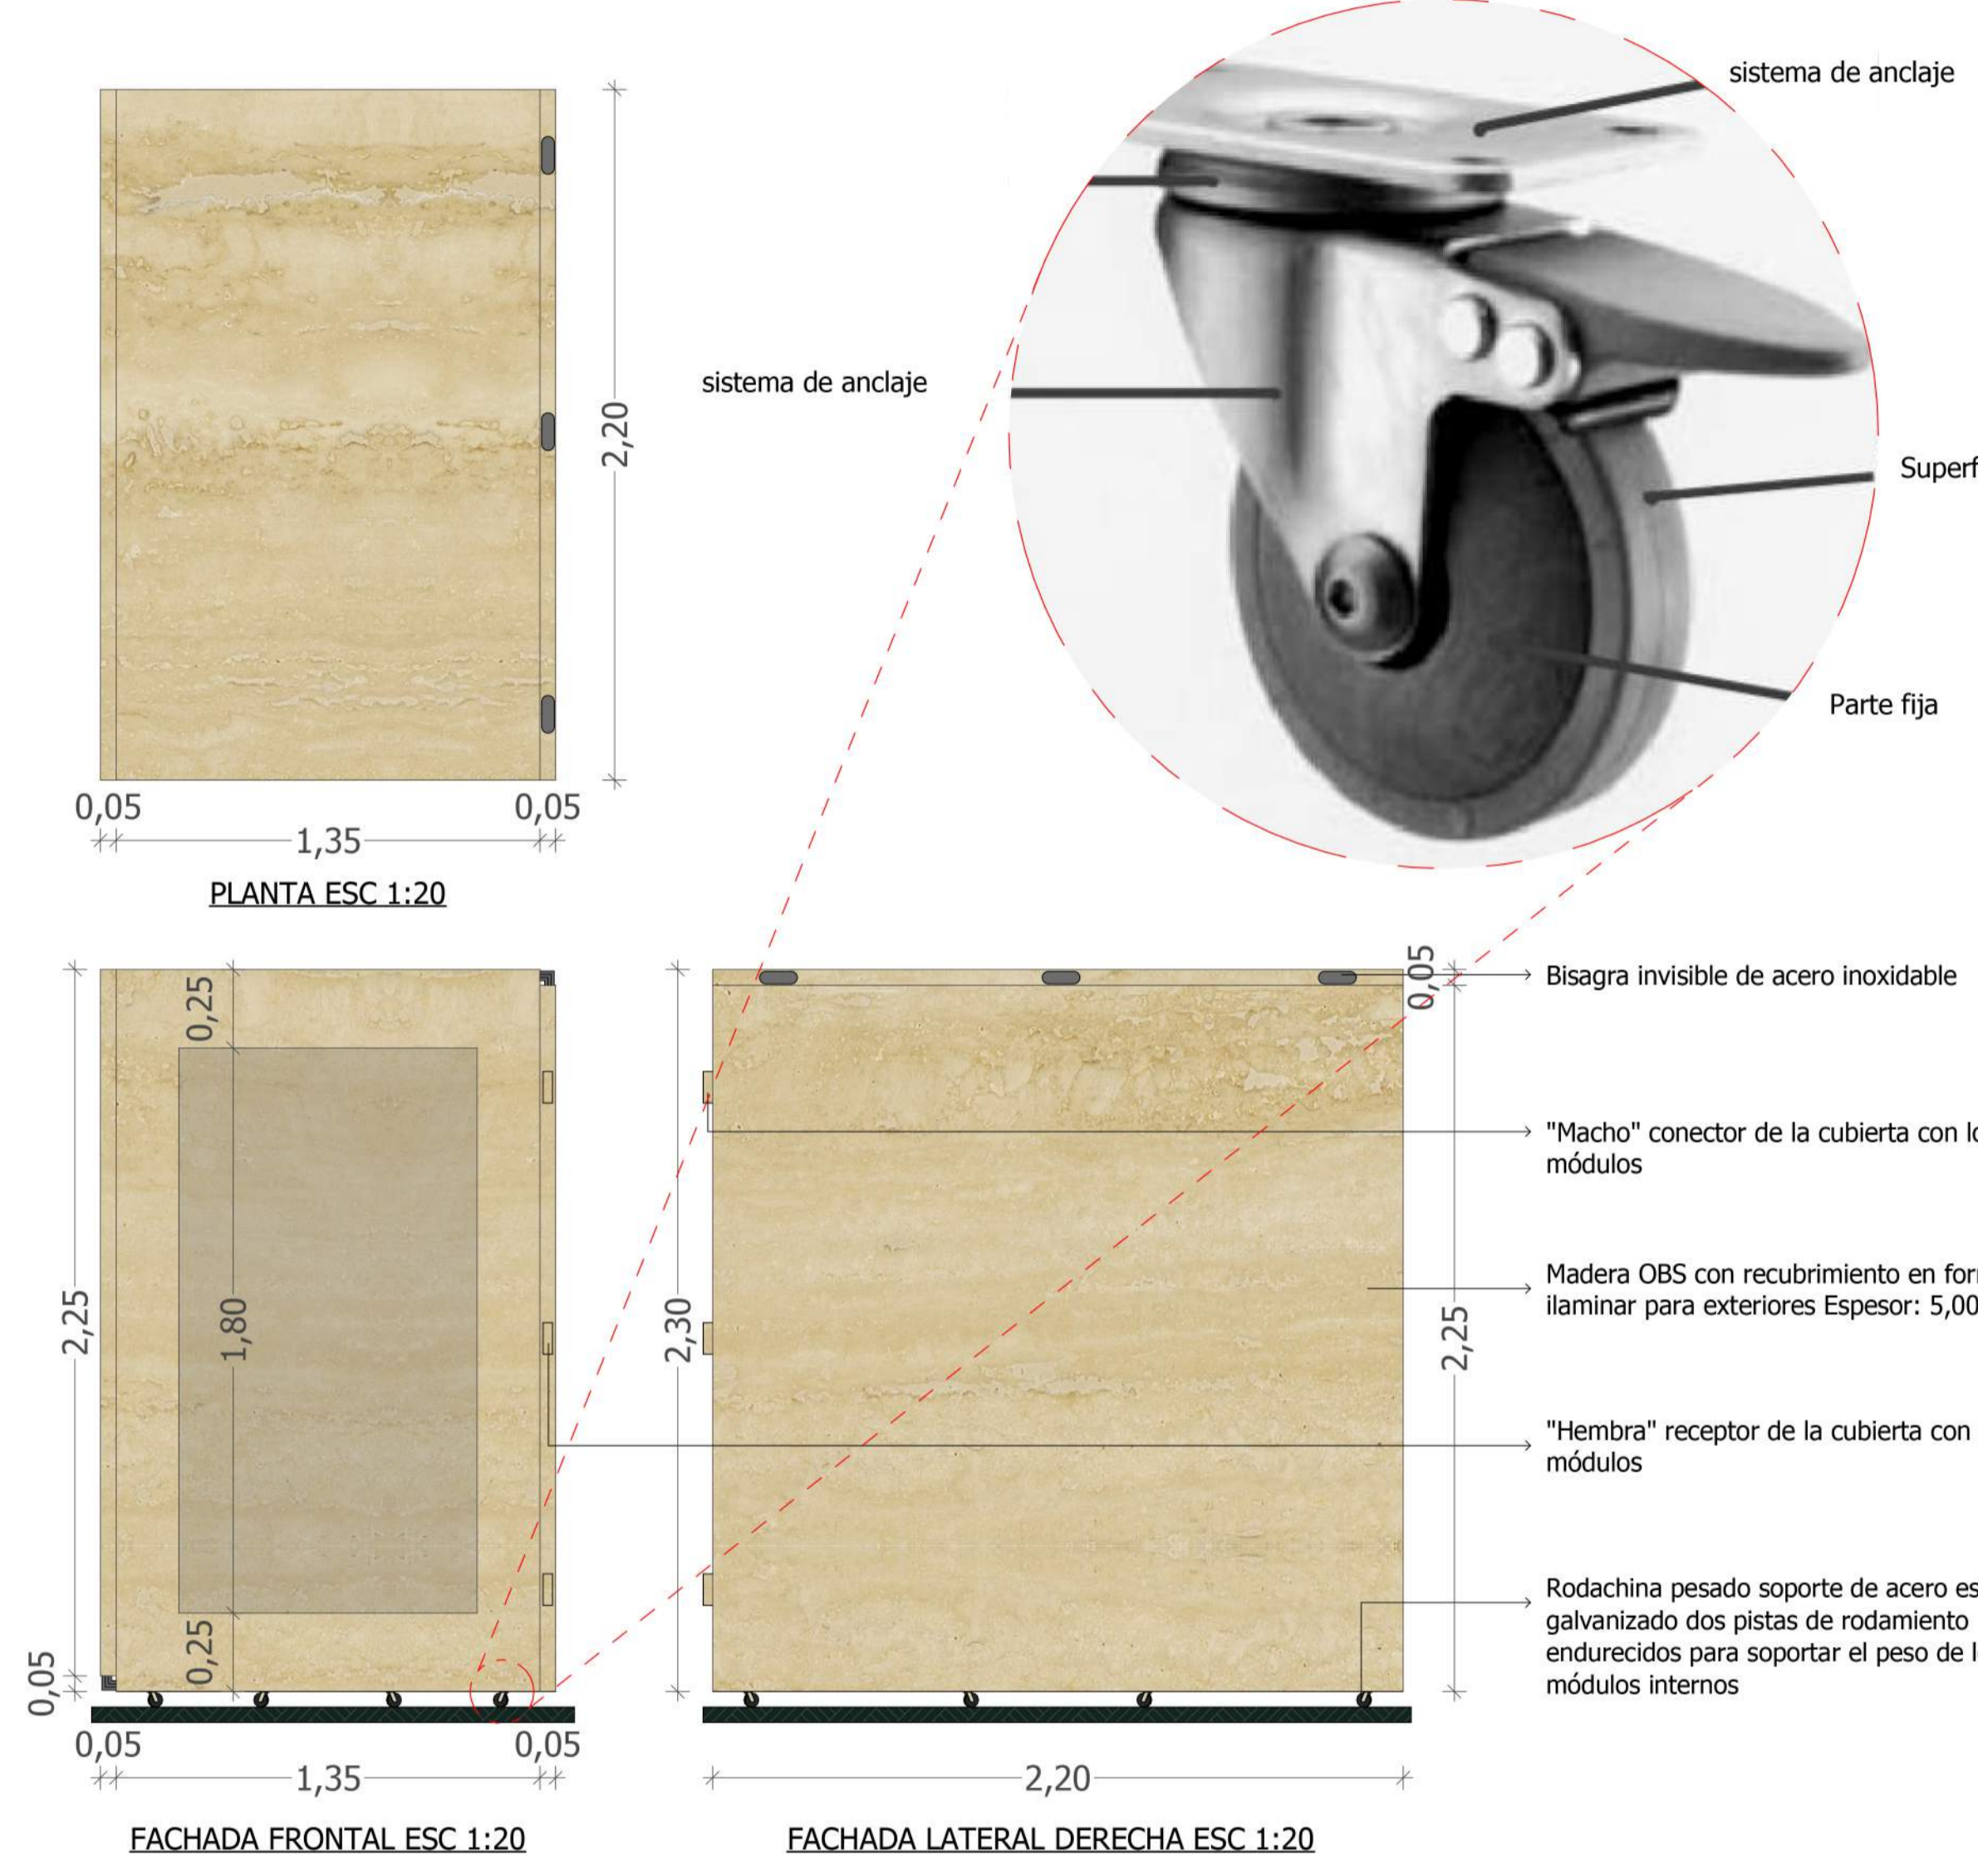 sistema de anclaje
2,20
sistema de anclaje
Superf
Parte fija
0,05
0,05
1,35
PLANTA ESC 1:20
0,25
0,05
Bisagra invisible de acero inoxidable
"Macho" conector de la cubierta con lo
módulos
2,25
1,80
2,30
2,25
Madera OBS con recubrimiento en for
ilaminar para exteriores Espesor: 5,00
"Hembra" receptor de la cubierta con
módulos
0,25
0,05
Rodachina pesado soporte de acero es
galvanizado dos pistas de rodamiento
endurecidos para soportar el peso de l
módulos internos
0,05
0,05
1,35
2,20
FACHADA FRONTAL ESC 1:20
FACHADA LATERAL DERECHA ESC 1:20